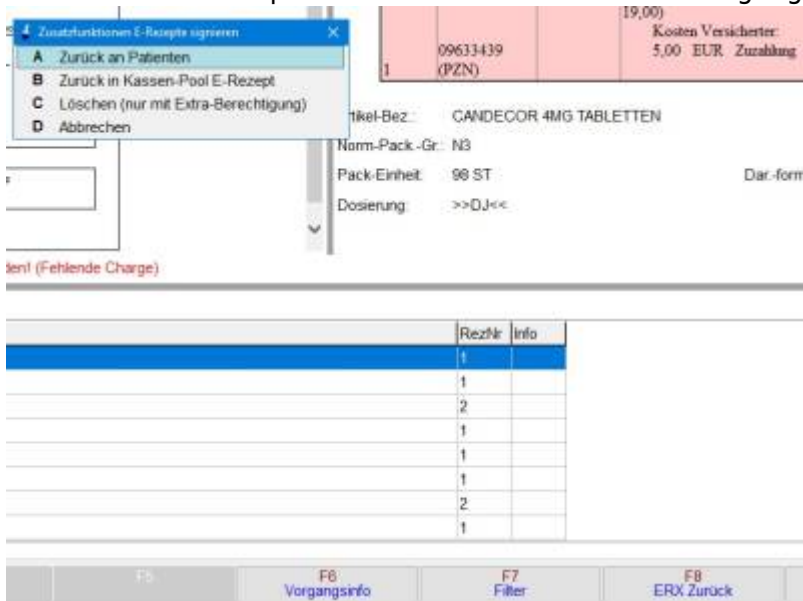 19,00)
Zusatzfunktionen E-Rezepte signieren
Kosten Versicherter:
A Zurück an Patienten
09633439
5,00 EUR Zuzahlung
B Zurück in Kassen-Pool E-Rezept
1
(PZN)
C Löschen (nur mit Extra-Berechtigung)
D Abbrechen
rtikel-Bez.: CANDECOR 4MG TABLETTEN
Norm-Pack.-Gr.: N3
Pack-Einheit: 98 ST
Dar.-form
Dosierung: >>DJ<<
den! (Fehlende Charge)
RezNr Info
1
1
2
1
1
1
2
1
F5
F6
F7
F8
Vorgangsinfo
Filter
ERX Zurück